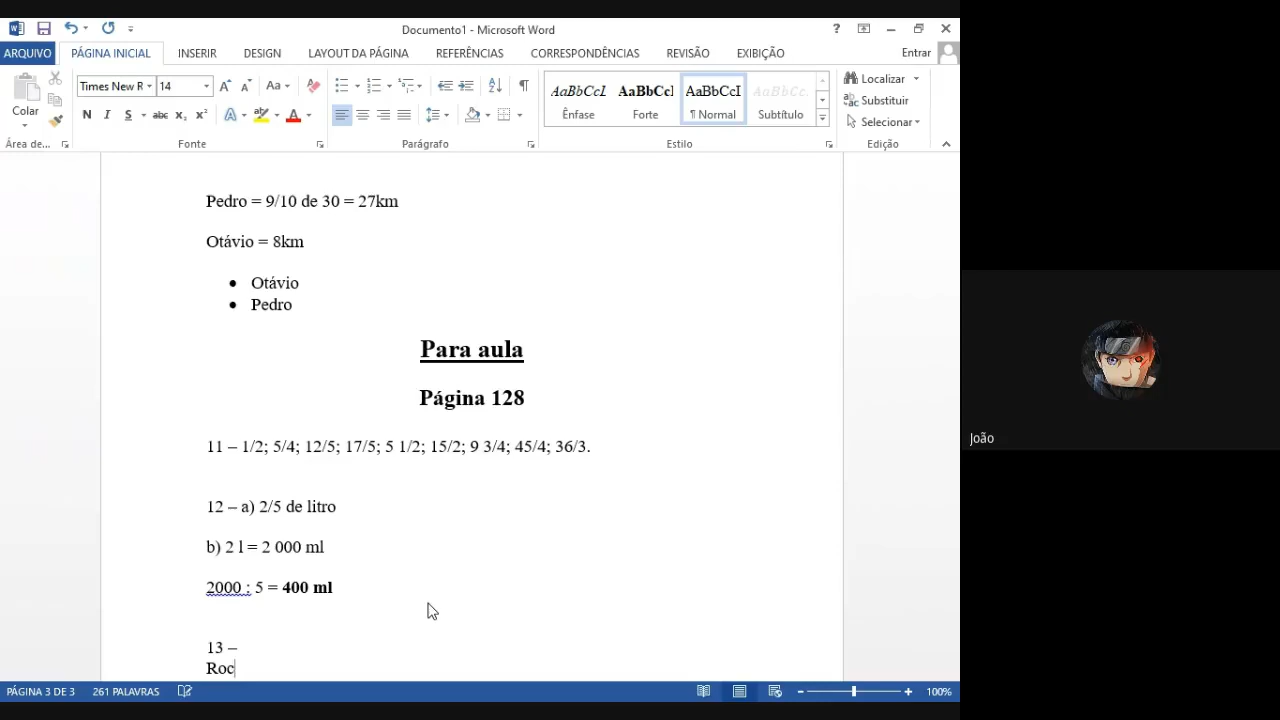 Documento1 - Microsoft Word
?
ARQUIVO PÁGINA INICIAL INSERIR DESIGN LAYOUT DA PÁGINA REFERÊNCIAS CORRESPONDÊNCIAS REVISÃO EXIBIÇÃO Entrar
Times New R 14 Aa AaBbCcI AaBbCcI AaBbCcI AaBbCc. Localizar
Colar N I S abc x₂ x² A A Ênfase Forte ¶ Normal Subtítulo Substituir
Selecionar
Área de... Fonte Parágrafo Estilo Edição
Pedro = 9/10 de 30 = 27km
Otávio = 8km
• Otávio
• Pedro
Para aula
Página 128
11 – 1/2; 5/4; 12/5; 17/5; 5 1/2; 15/2; 9 3/4; 45/4; 36/3.
12 – a) 2/5 de litro
b) 2 l = 2 000 ml
2000 : 5 = 400 ml
13 –
Roc
João
PÁGINA 3 DE 3 261 PALAVRAS 100%